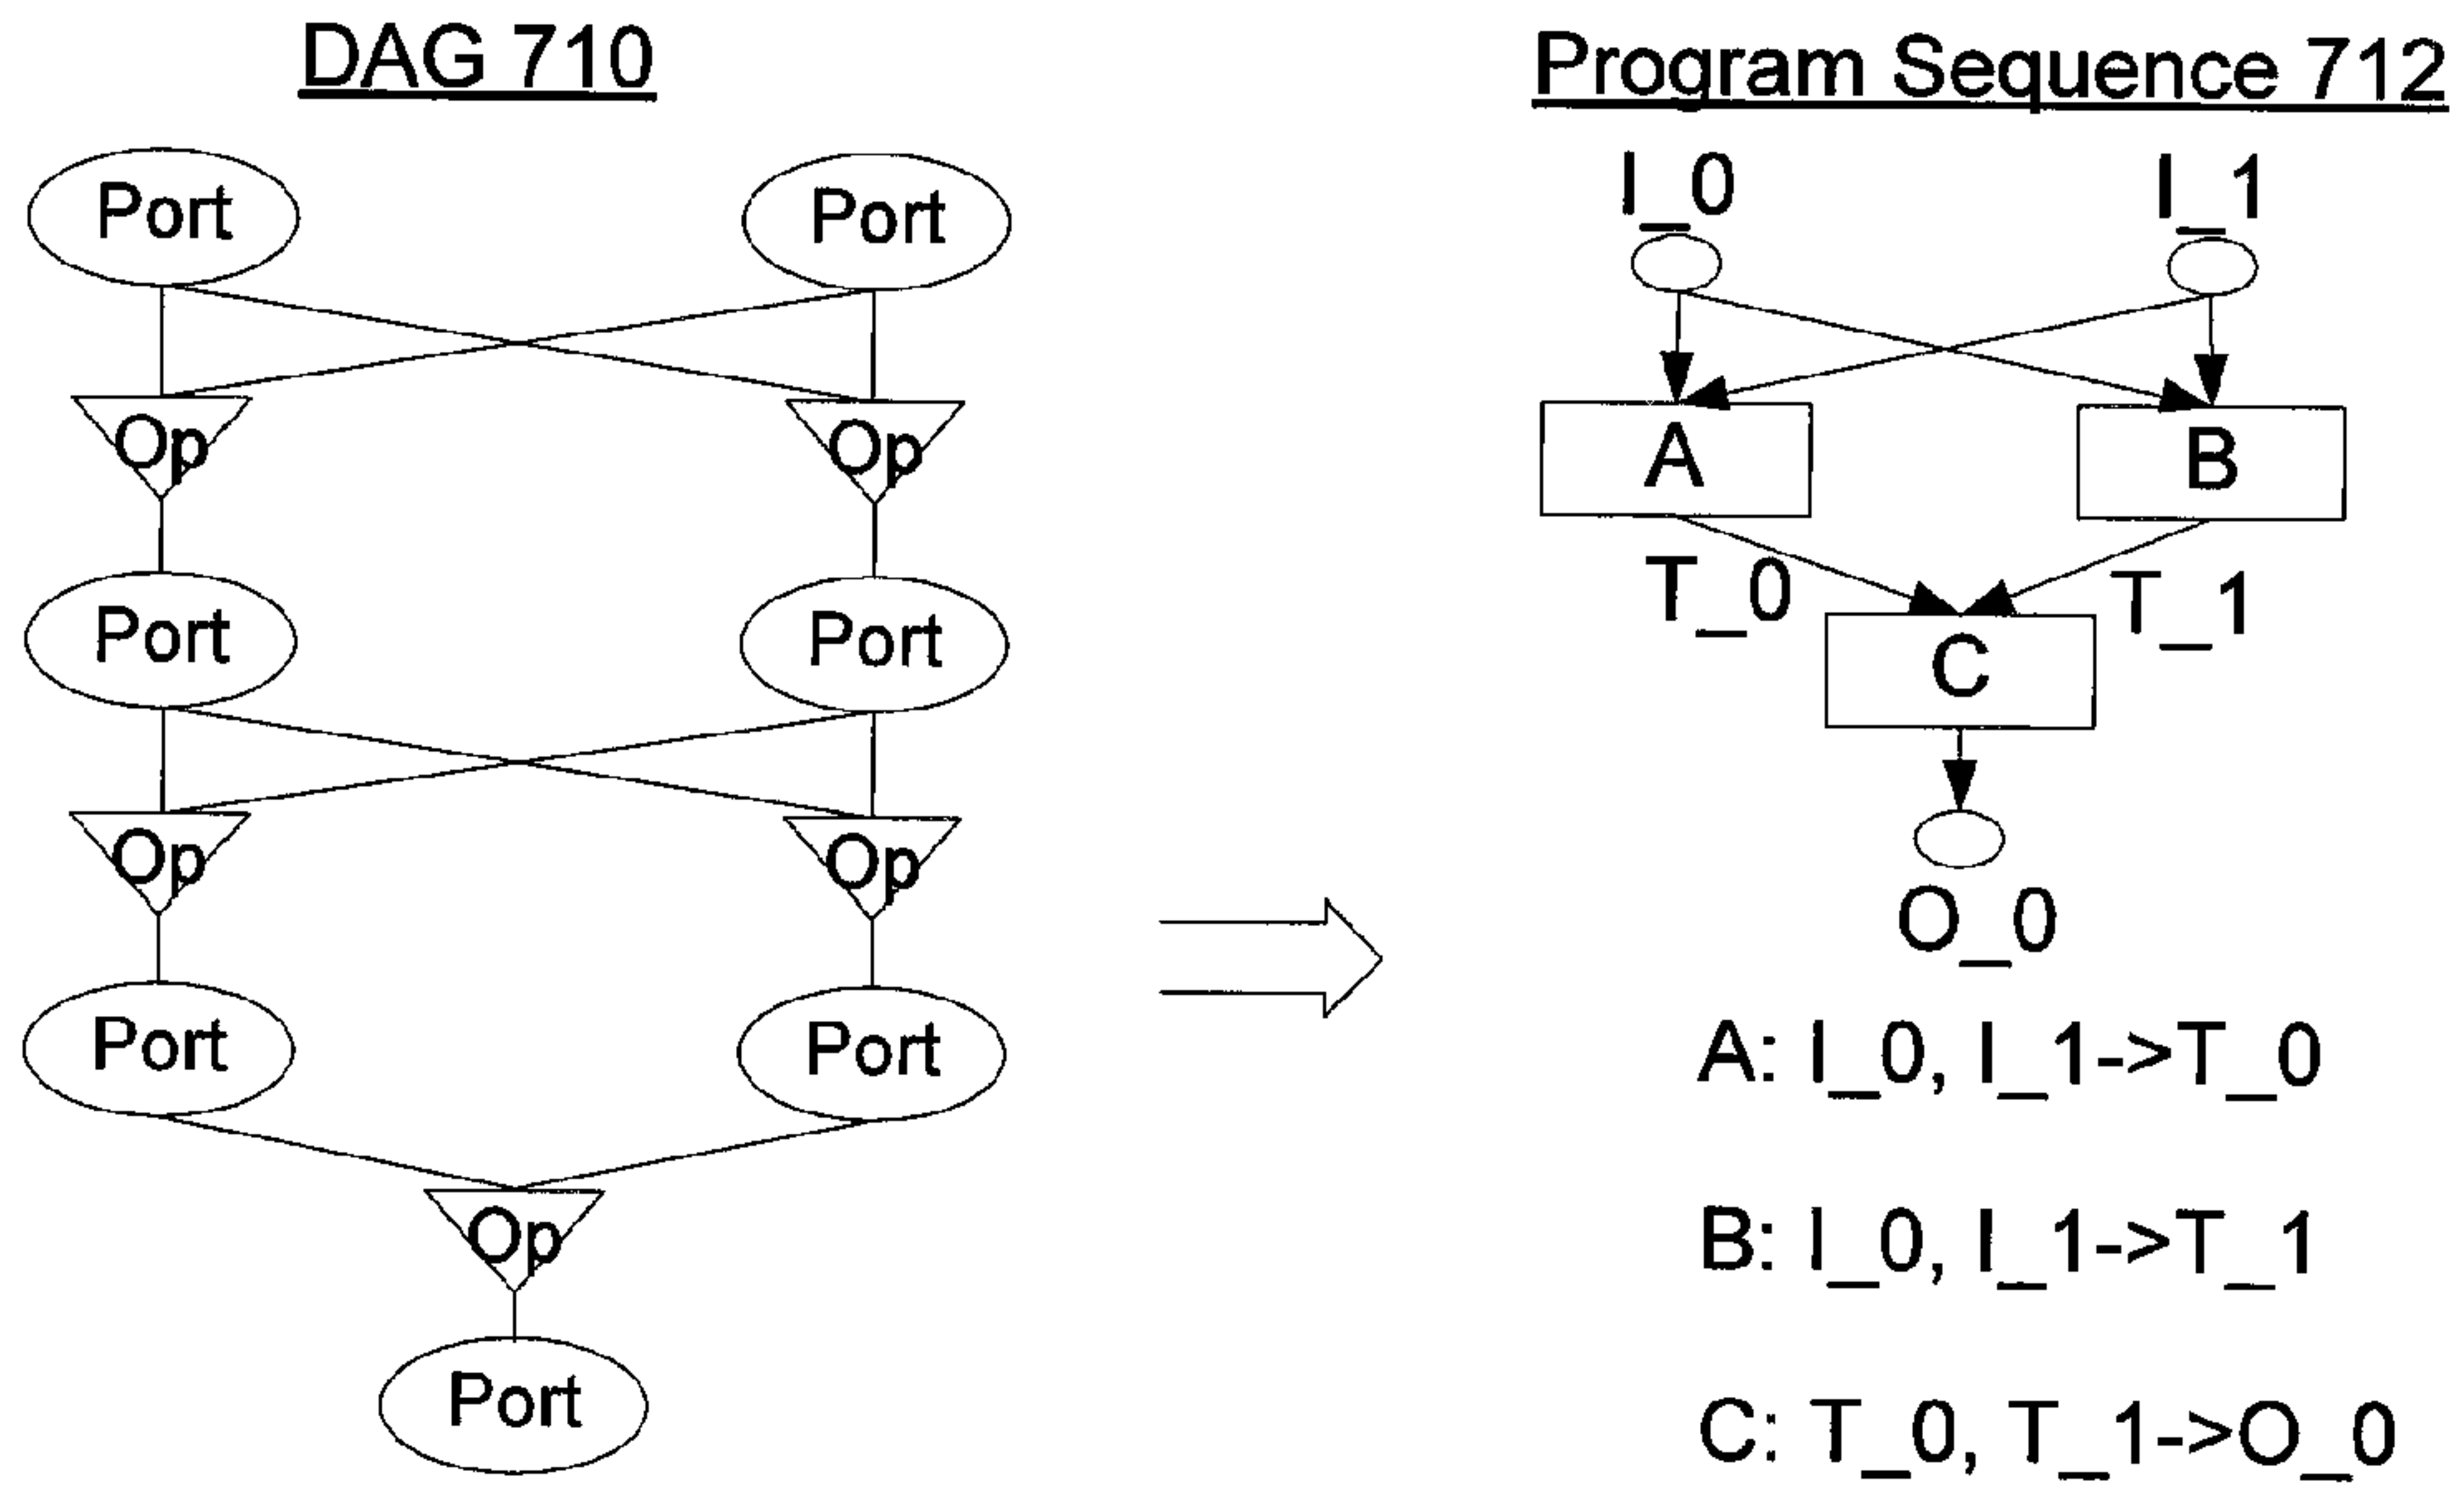 DAG 710
Port Port
Op Op
Port Port
Op Op
Port Port
Op
Port
Program Sequence 712
I_0 I_1
A B
T_0 T_1
C
O_0
A: I_0, I_1->T_0
B: I_0, I_1->T_1
C: T_0, T_1->O_0